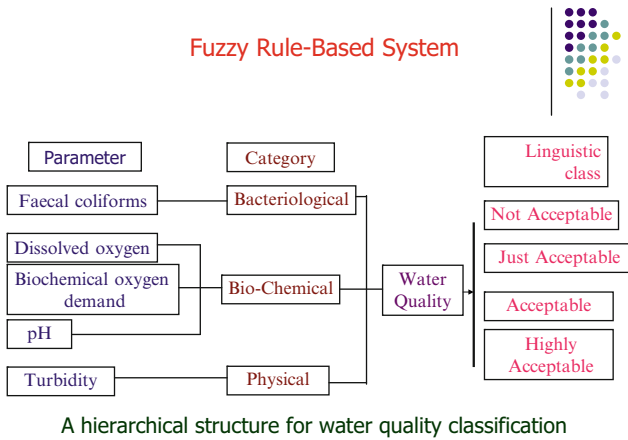 Fuzzy Rule-Based System
Parameter
Category
Linguistic
class
Faecal coliforms
Bacteriological
Not Acceptable
Dissolved oxygen
Just Acceptable
Biochemical oxygen
demand
Bio-Chemical
Water
Quality
Acceptable
pH
Highly
Acceptable
Turbidity
Physical
A hierarchical structure for water quality classification